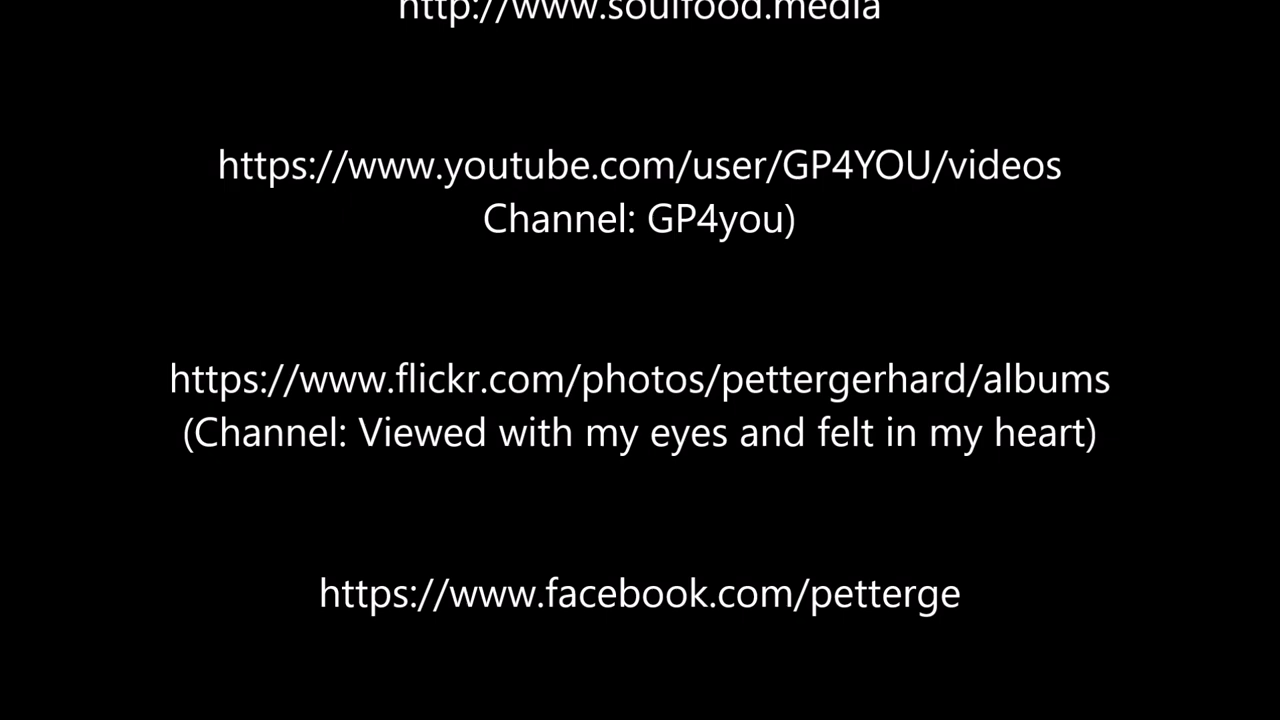 http://www.soulfood.media
https://www.youtube.com/user/GP4YOU/videos
Channel: GP4you)
https://www.flickr.com/photos/pettergerhard/albums
(Channel: Viewed with my eyes and felt in my heart)
https://www.facebook.com/petterge